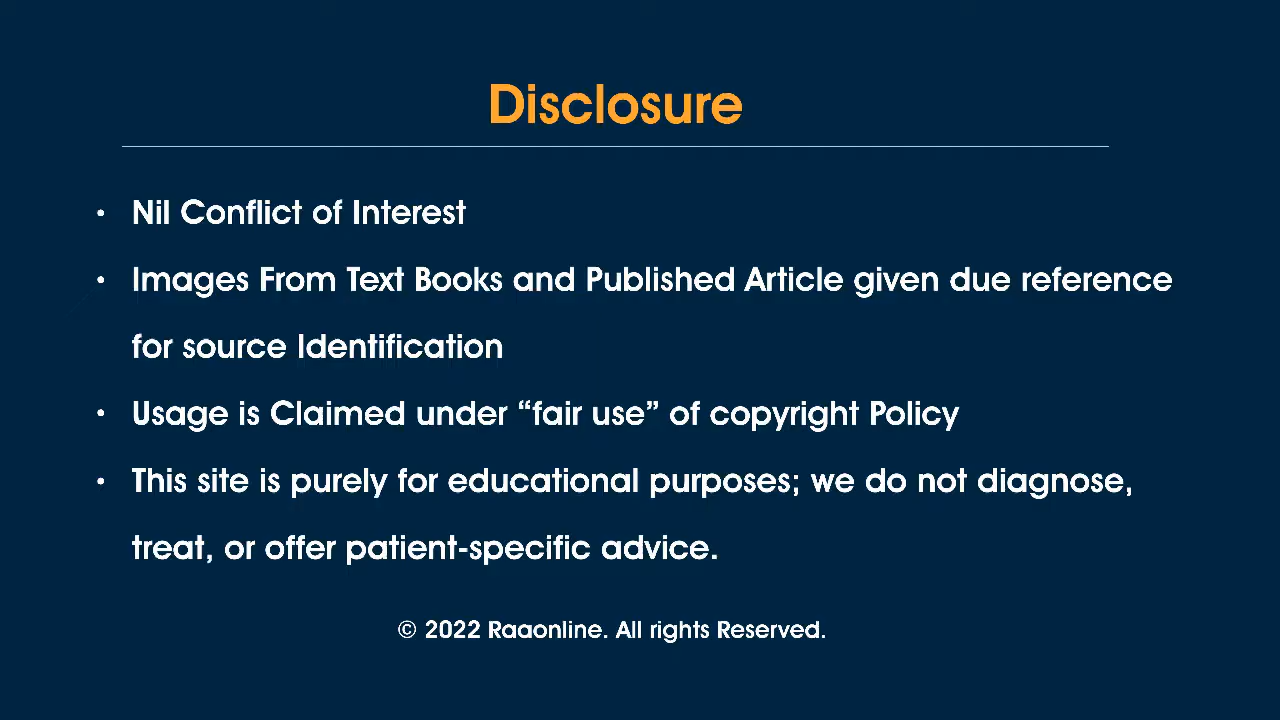 Disclosure
• Nil Conflict of Interest
• Images From Text Books and Published Article given due reference
for source Identification
• Usage is Claimed under “fair use” of copyright Policy
• This site is purely for educational purposes; we do not diagnose,
treat, or offer patient-specific advice.
© 2022 Raaonline. All rights Reserved.